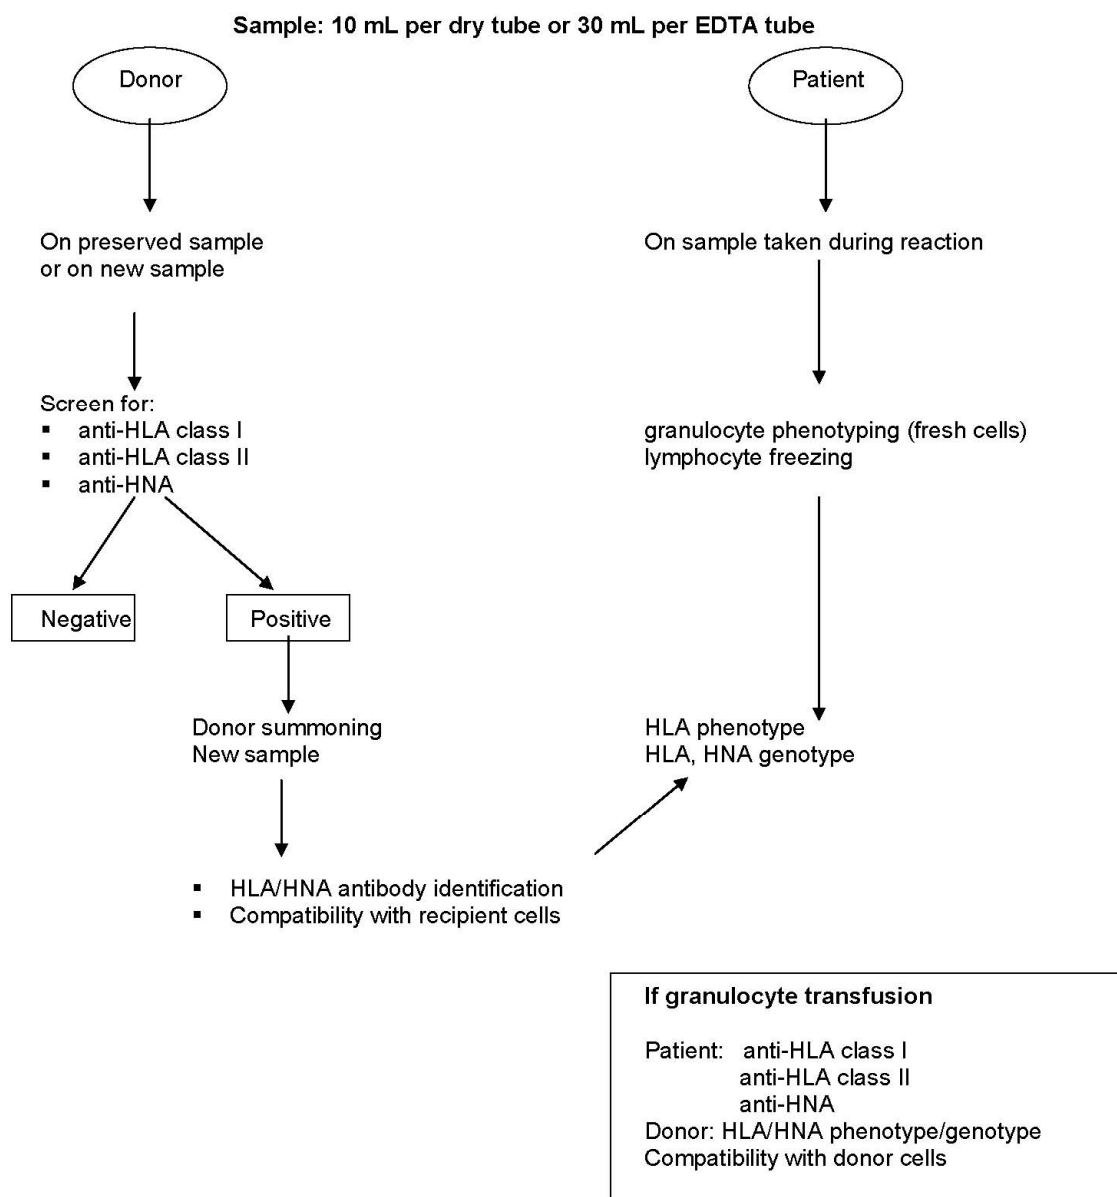 Sample: 10 mL per dry tube or 30 mL per EDTA tube
Donor
Patient
On preserved sample
or on new sample
On sample taken during reaction
Screen for:
▪ anti-HLA class I
▪ anti-HLA class II
▪ anti-HNA
granulocyte phenotyping (fresh cells)
lymphocyte freezing
Negative
Positive
Donor summoning
New sample
HLA phenotype
HLA, HNA genotype
▪ HLA/HNA antibody identification
▪ Compatibility with recipient cells
If granulocyte transfusion
Patient: anti-HLA class I
anti-HLA class II
anti-HNA
Donor: HLA/HNA phenotype/genotype
Compatibility with donor cells